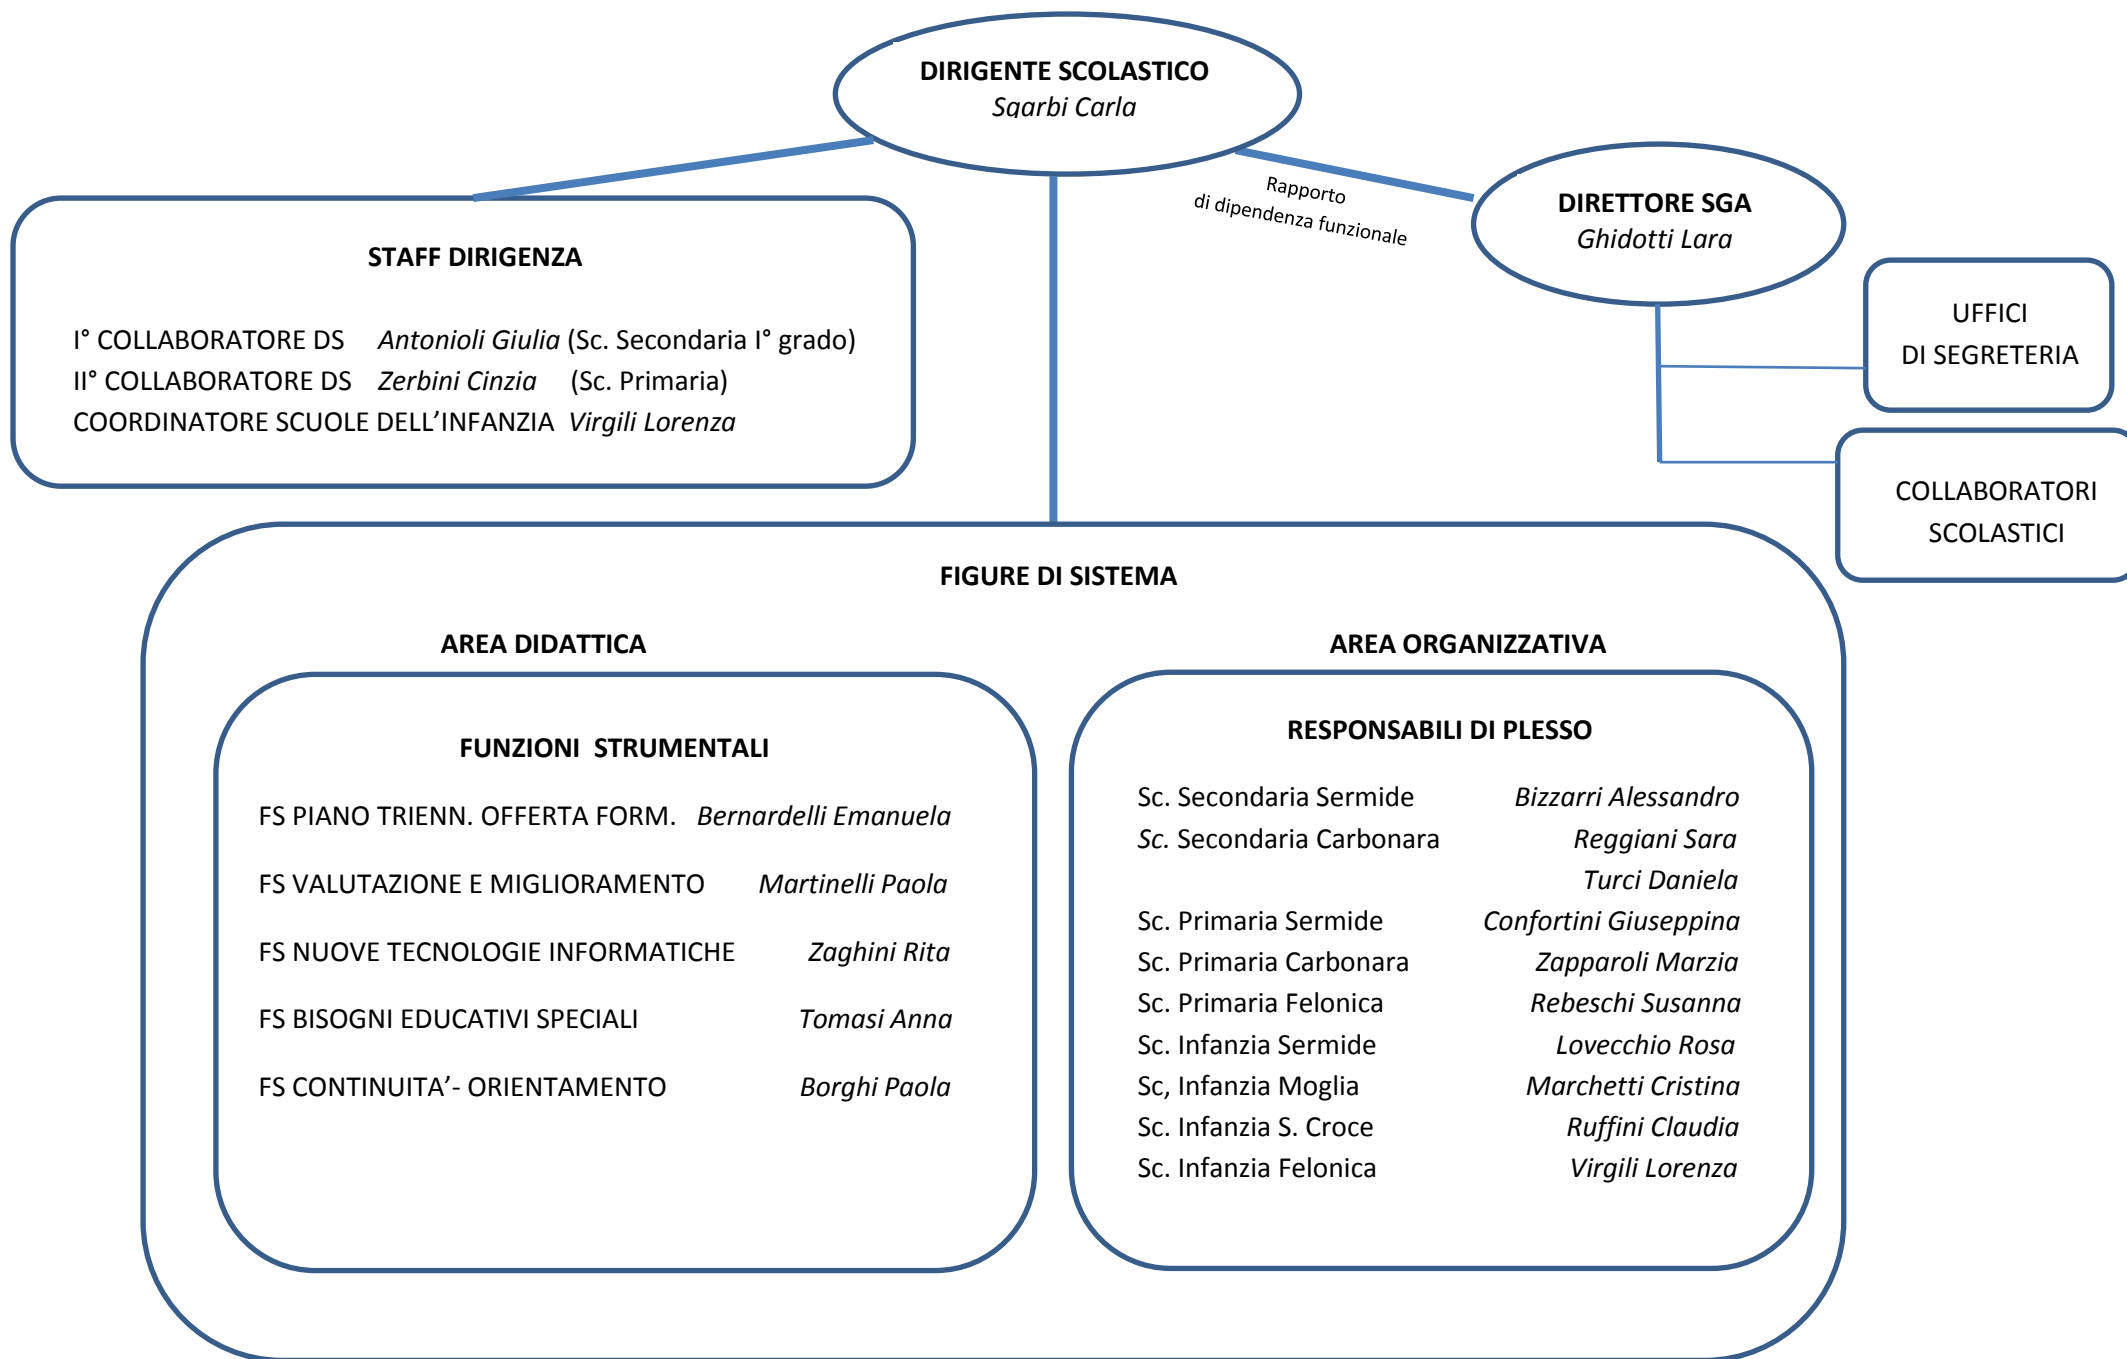 DIRIGENTE SCOLASTICO
Sgarbi Carla
Rapporto
di dipendenza funzionale
DIRETTORE SGA
Ghidotti Lara
STAFF DIRIGENZA
I° COLLABORATORE DS Antonioli Giulia (Sc. Secondaria I° grado)
II° COLLABORATORE DS Zerbini Cinzia (Sc. Primaria)
COORDINATORE SCUOLE DELL’INFANZIA Virgili Lorenza
UFFICI
DI SEGRETERIA
COLLABORATORI
SCOLASTICI
FIGURE DI SISTEMA
AREA DIDATTICA
FUNZIONI STRUMENTALI
FS PIANO TRIENN. OFFERTA FORM. Bernardelli Emanuela
FS VALUTAZIONE E MIGLIORAMENTO Martinelli Paola
FS NUOVE TECNOLOGIE INFORMATICHE Zaghini Rita
FS BISOGNI EDUCATIVI SPECIALI Tomasi Anna
FS CONTINUITA’- ORIENTAMENTO Borghi Paola
AREA ORGANIZZATIVA
RESPONSABILI DI PLESSO
Sc. Secondaria Sermide Bizzarri Alessandro
Sc. Secondaria Carbonara Reggiani Sara
Turci Daniela
Sc. Primaria Sermide Confortini Giuseppina
Sc. Primaria Carbonara Zapparoli Marzia
Sc. Primaria Felonica Rebeschi Susanna
Sc. Infanzia Sermide Lovecchio Rosa
Sc, Infanzia Moglia Marchetti Cristina
Sc. Infanzia S. Croce Ruffini Claudia
Sc. Infanzia Felonica Virgili Lorenza